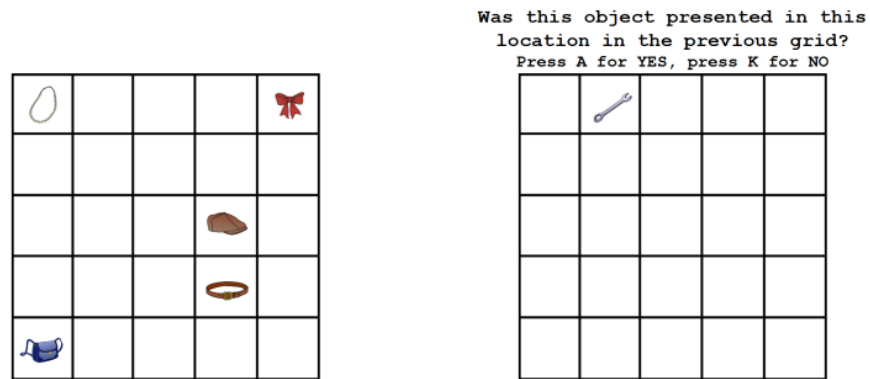 Was this object presented in this
location in the previous grid?
Press A for YES, press K for NO